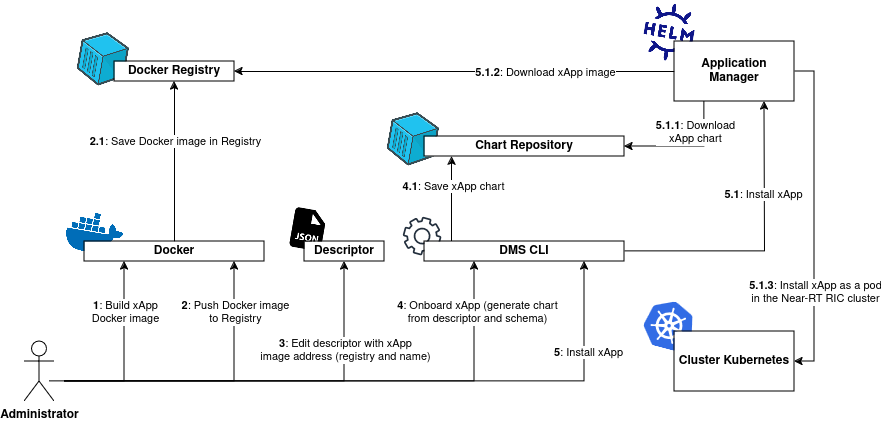 HELM
Docker Registry
5.1.2: Download xApp image
Application
Manager
2.1: Save Docker image in Registry
Chart Repository
5.1.1: Download
xApp chart
4.1: Save xApp chart
5.1: Install xApp
JSON
Docker
Descriptor
DMS CLI
1: Build xApp
Docker image
2: Push Docker image
to Registry
3: Edit descriptor with xApp
image address (registry and name)
4: Onboard xApp (generate chart
from descriptor and schema)
5: Install xApp
5.1.3: Install xApp as a pod
in the Near-RT RIC cluster
Cluster Kubernetes
Administrator